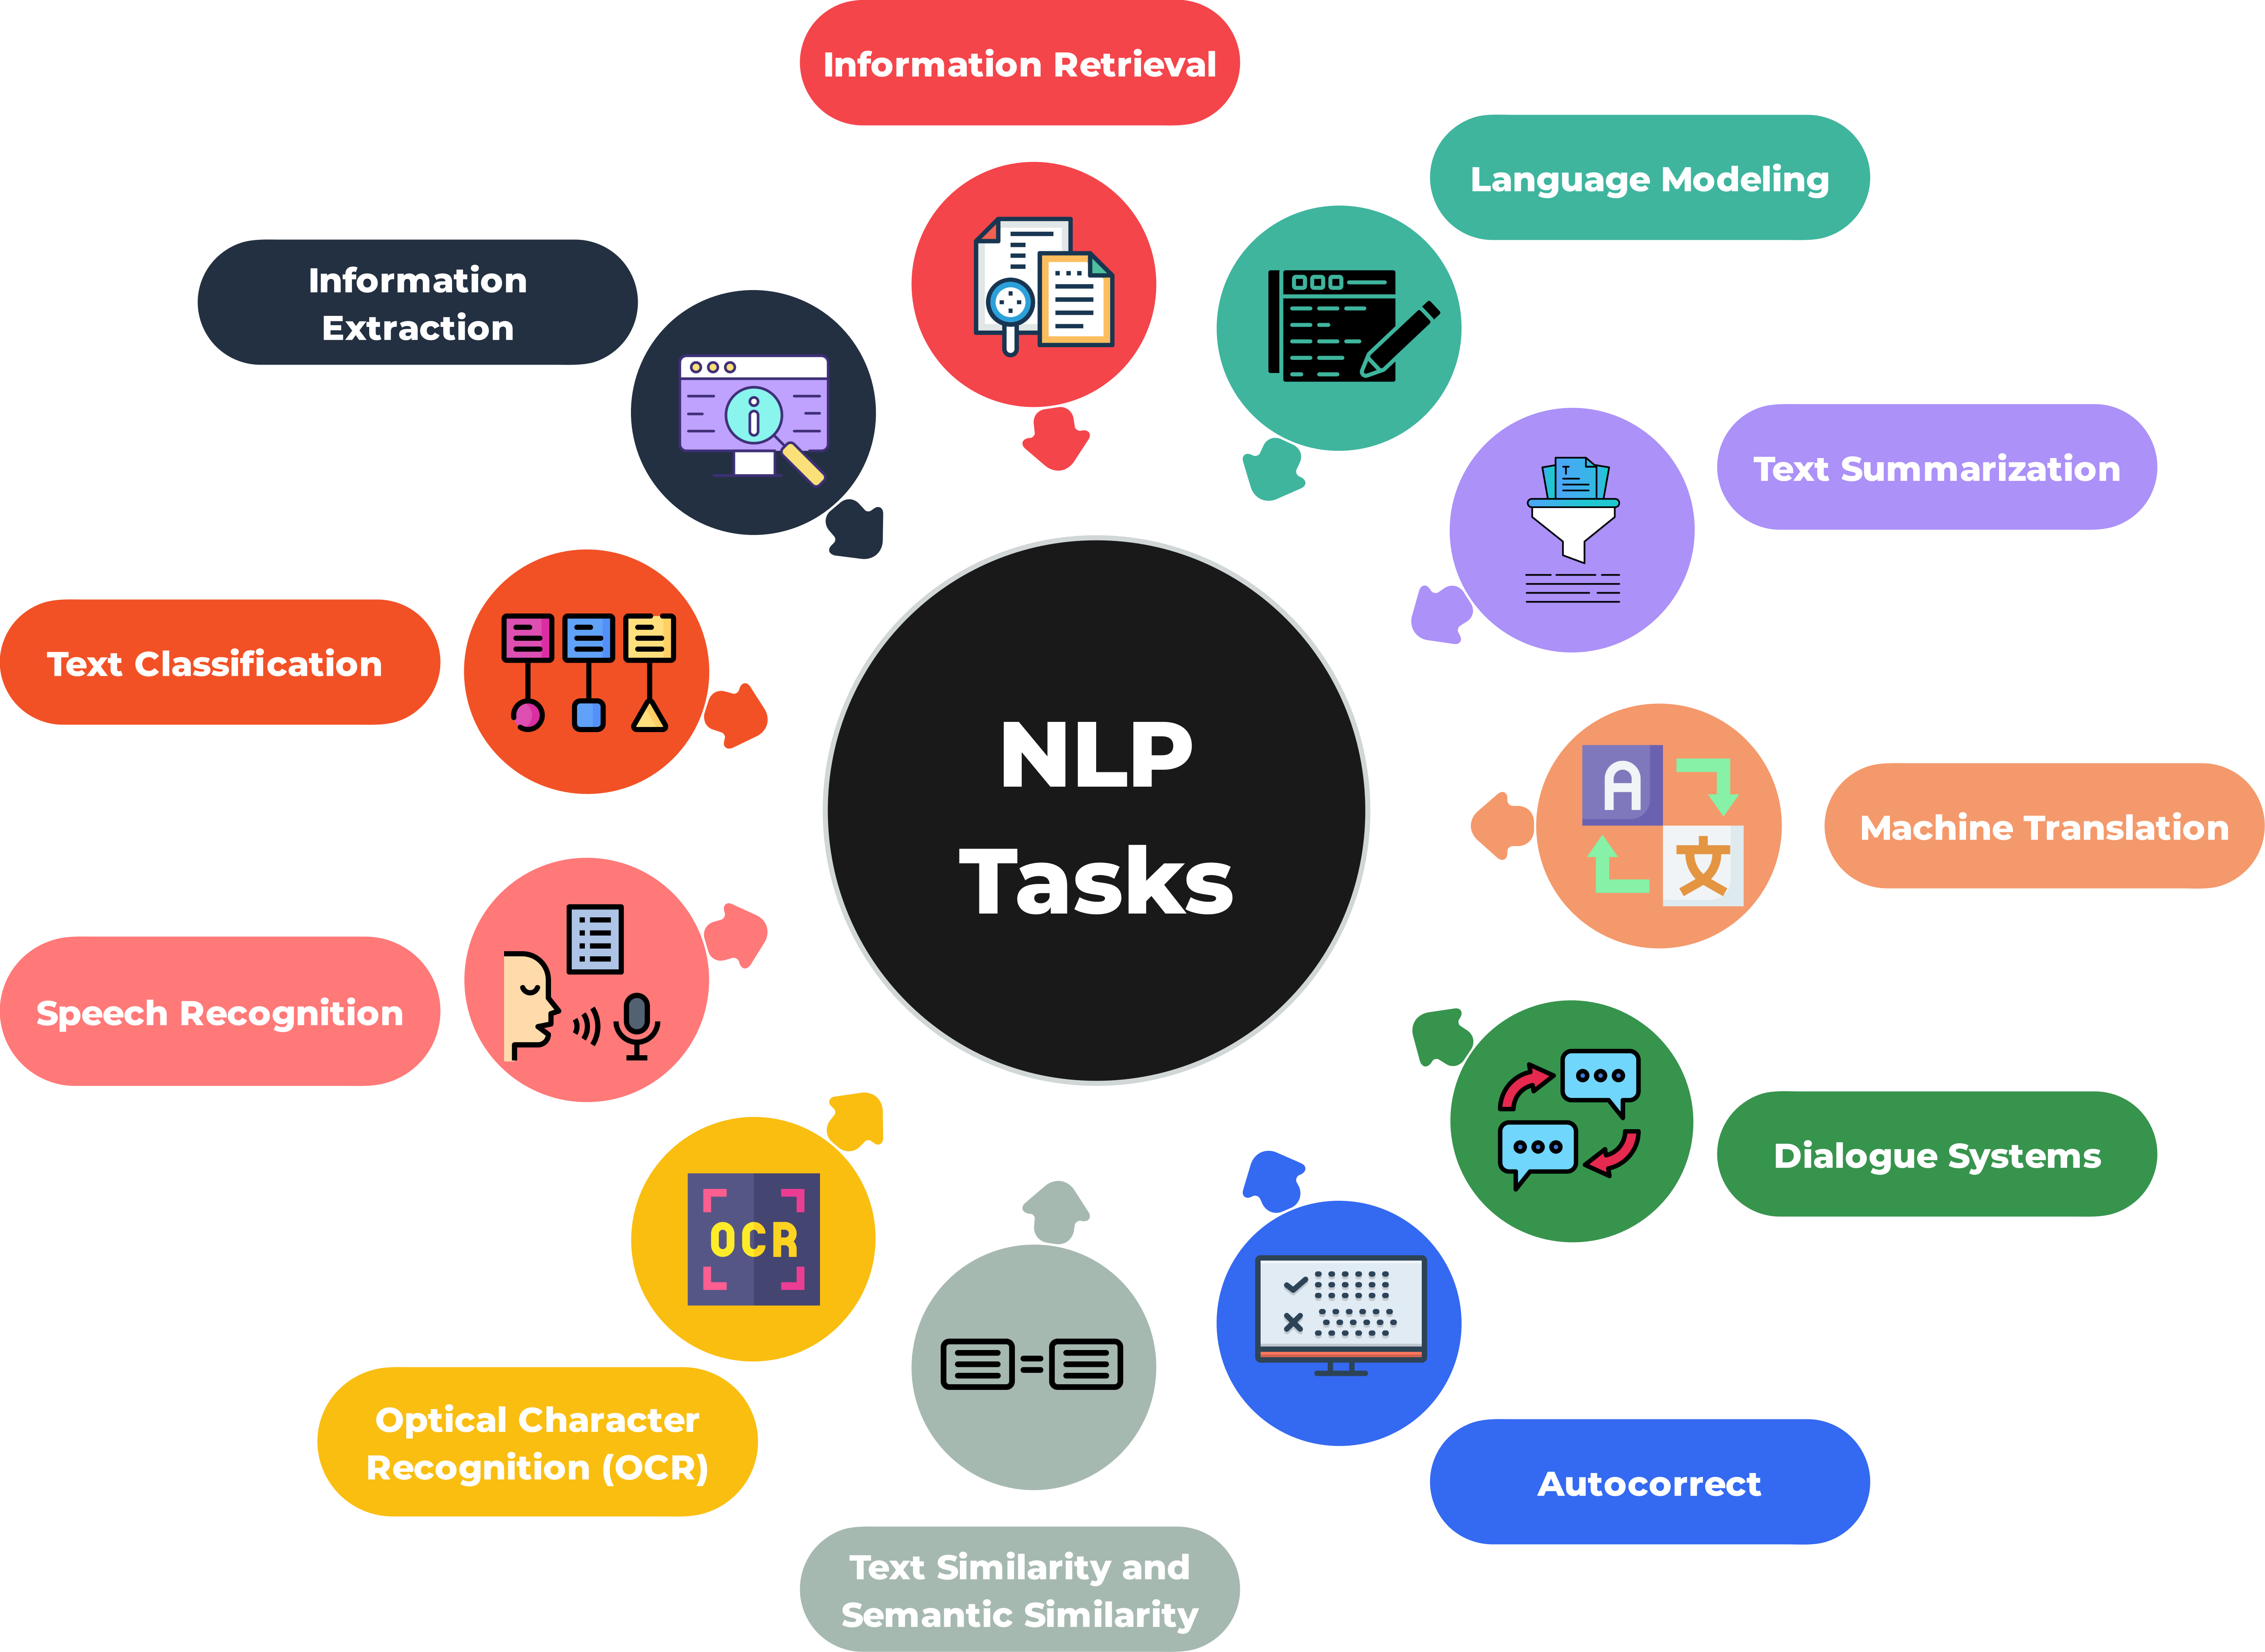 Information Retrieval
Language Modeling
Information
Extraction
Text Summarization
T
Text Classification
NLP
Tasks
A
文
Machine Translation
Speech Recognition
Dialogue Systems
OCR
Optical Character
Recognition (OCR)
Autocorrect
Text Similarity and
Semantic Similarity